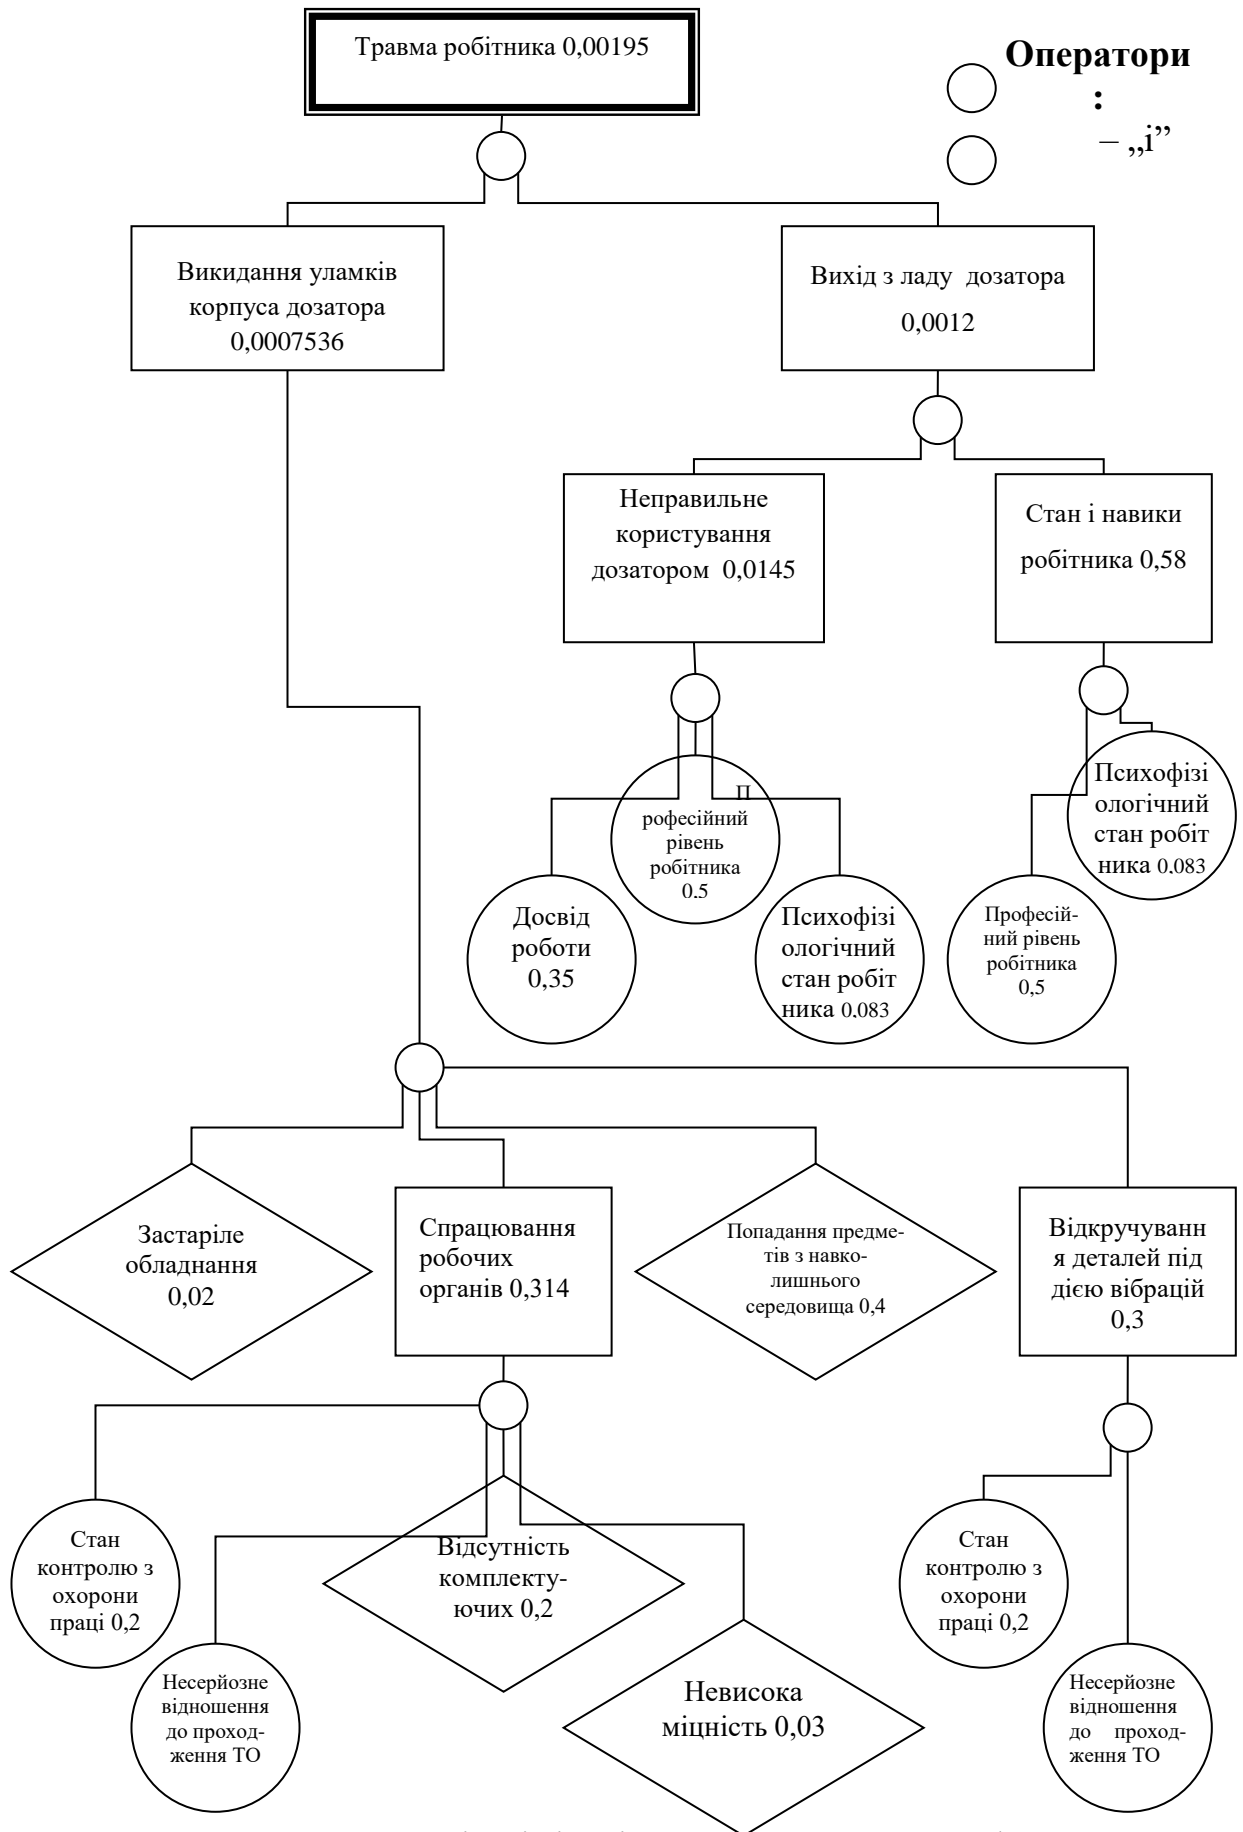 Травма робітника 0,00195
Оператори
:
– „і”
Викидання уламків
корпуса дозатора
0,0007536
Вихід з ладу дозатора
0,0012
Неправильне
користування
дозатором 0,0145
Стан і навики
робітника 0,58
П
рофесійний
рівень
робітника
0,5
Досвід
роботи
0,35
Психофізі
ологічний
стан робіт
ника 0,083
Професій-
ний рівень
робітника
0,5
Психофізі
ологічний
стан робіт
ника 0,083
Застаріле
обладнання
0,02
Спрацювання
робочих
органів 0,314
Попадання предме-
тів з навко-
лишнього
середовища 0,4
Відкручуванн
я деталей під
дією вібрацій
0,3
Стан
контролю з
охорони
праці 0,2
Несерйозне
відношення
до проход-
ження ТО
Відсутність
комплекту-
ючих 0,2
Невисока
міцність 0,03
Стан
контролю з
охорони
праці 0,2
Несерйозне
відношення
до проход-
ження ТО